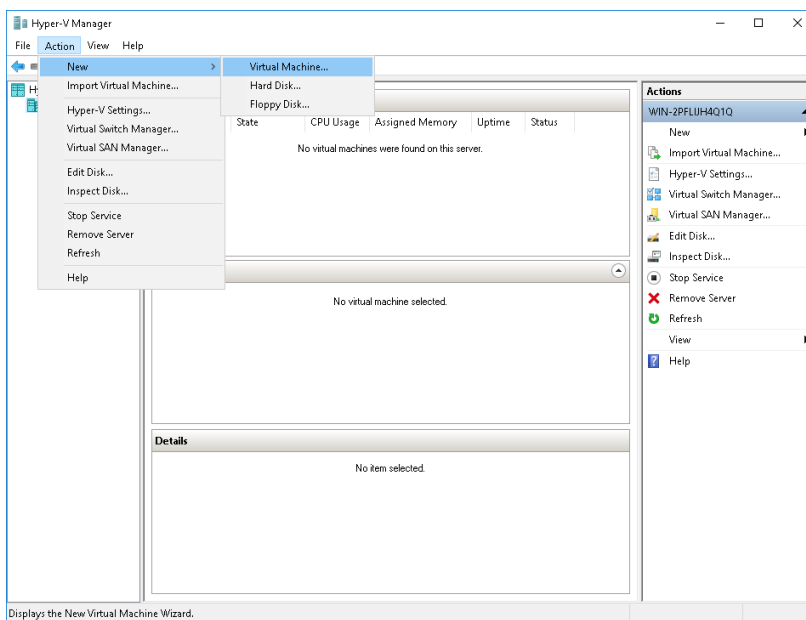 Hyper-V Manager
File Action View Help
New
Import Virtual Machine...
Hyper-V Settings...
Virtual Switch Manager...
Virtual SAN Manager...
Edit Disk...
Inspect Disk...
Stop Service
Remove Server
Refresh
Help
Virtual Machine...
Hard Disk...
Floppy Disk...
State CPU Usage Assigned Memory Uptime Status
No virtual machines were found on this server.
No virtual machine selected.
Details
No item selected.
Actions
WIN-2PFLIJH4Q1Q
New
Import Virtual Machine...
Hyper-V Settings...
Virtual Switch Manager...
Virtual SAN Manager...
Edit Disk...
Inspect Disk...
Stop Service
Remove Server
Refresh
View
Help
Displays the New Virtual Machine Wizard.